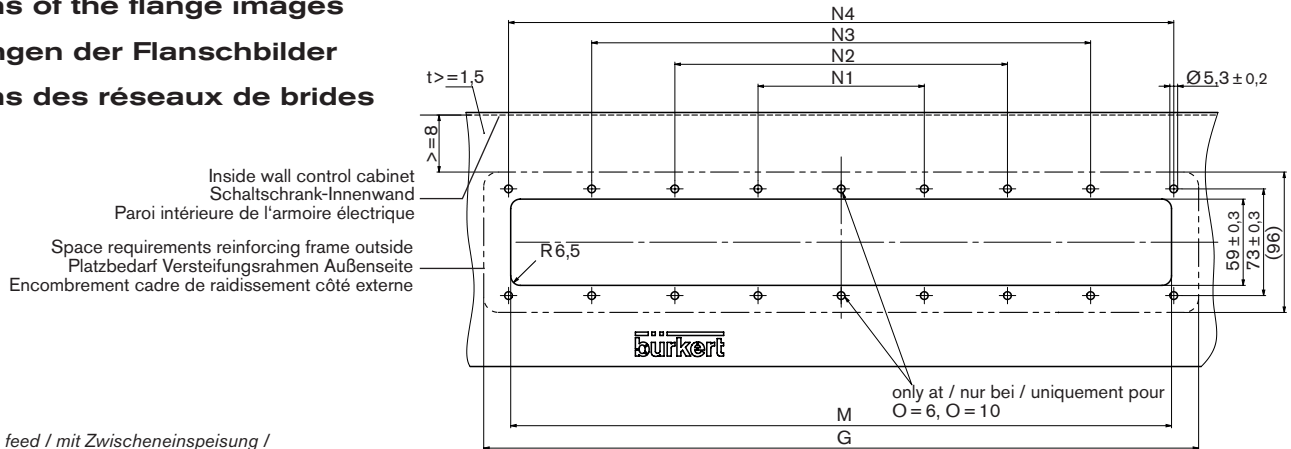 ns of the flange images
ngen der Flanschbilder
ns des réseaux de brides
N4
N3
N2
N1
t>=1,5
Ø5,3±0,2
>=8
Inside wall control cabinet
Schaltschrank-Innenwand
Paroi intérieure de l'armoire électrique
Space requirements reinforcing frame outside
Platzbedarf Versteifungsrahmen Außenseite
Encombrement cadre de raidissement côté externe
R6,5
59±0,3
73±0,3
(96)
bürkert
only at / nur bei / uniquement pour
O=6, O=10
M
G
feed / mit Zwischeneinspeisung /